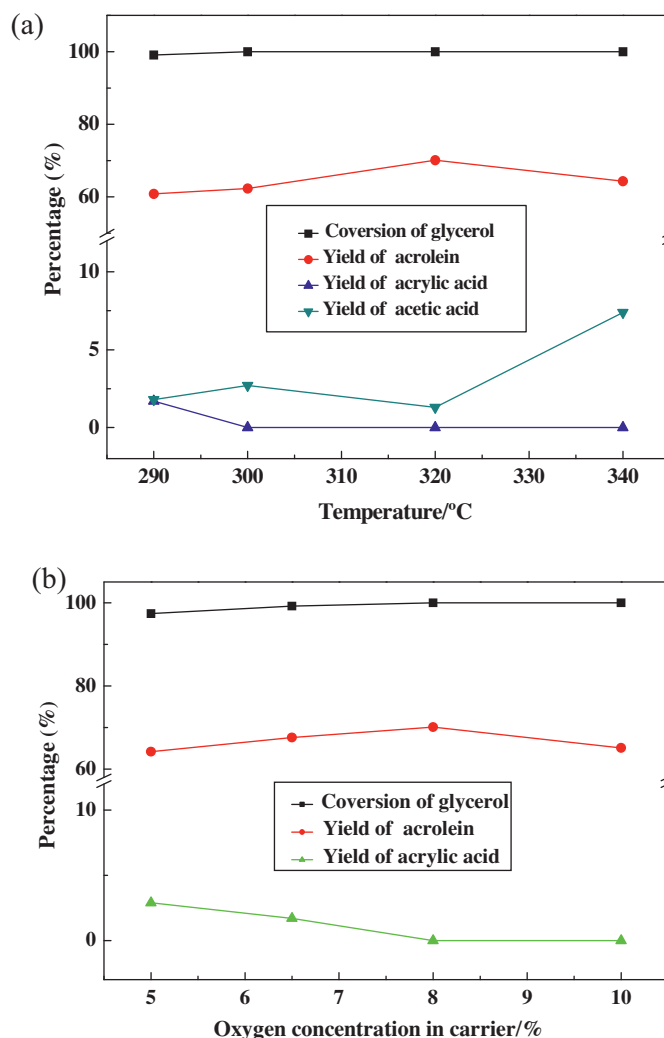 (a)
100
80
60
10
5
0
Percentage (%)
Coversion of glycerol
Yield of acrolein
Yield of acrylic acid
Yield of acetic acid
290 300 310 320 330 340
Temperature/ºC
(b)
100
80
60
10
0
Percentage (%)
Coversion of glycerol
Yield of acrolein
Yield of acrylic acid
5 6 7 8 9 10
Oxygen concentration in carrier/%